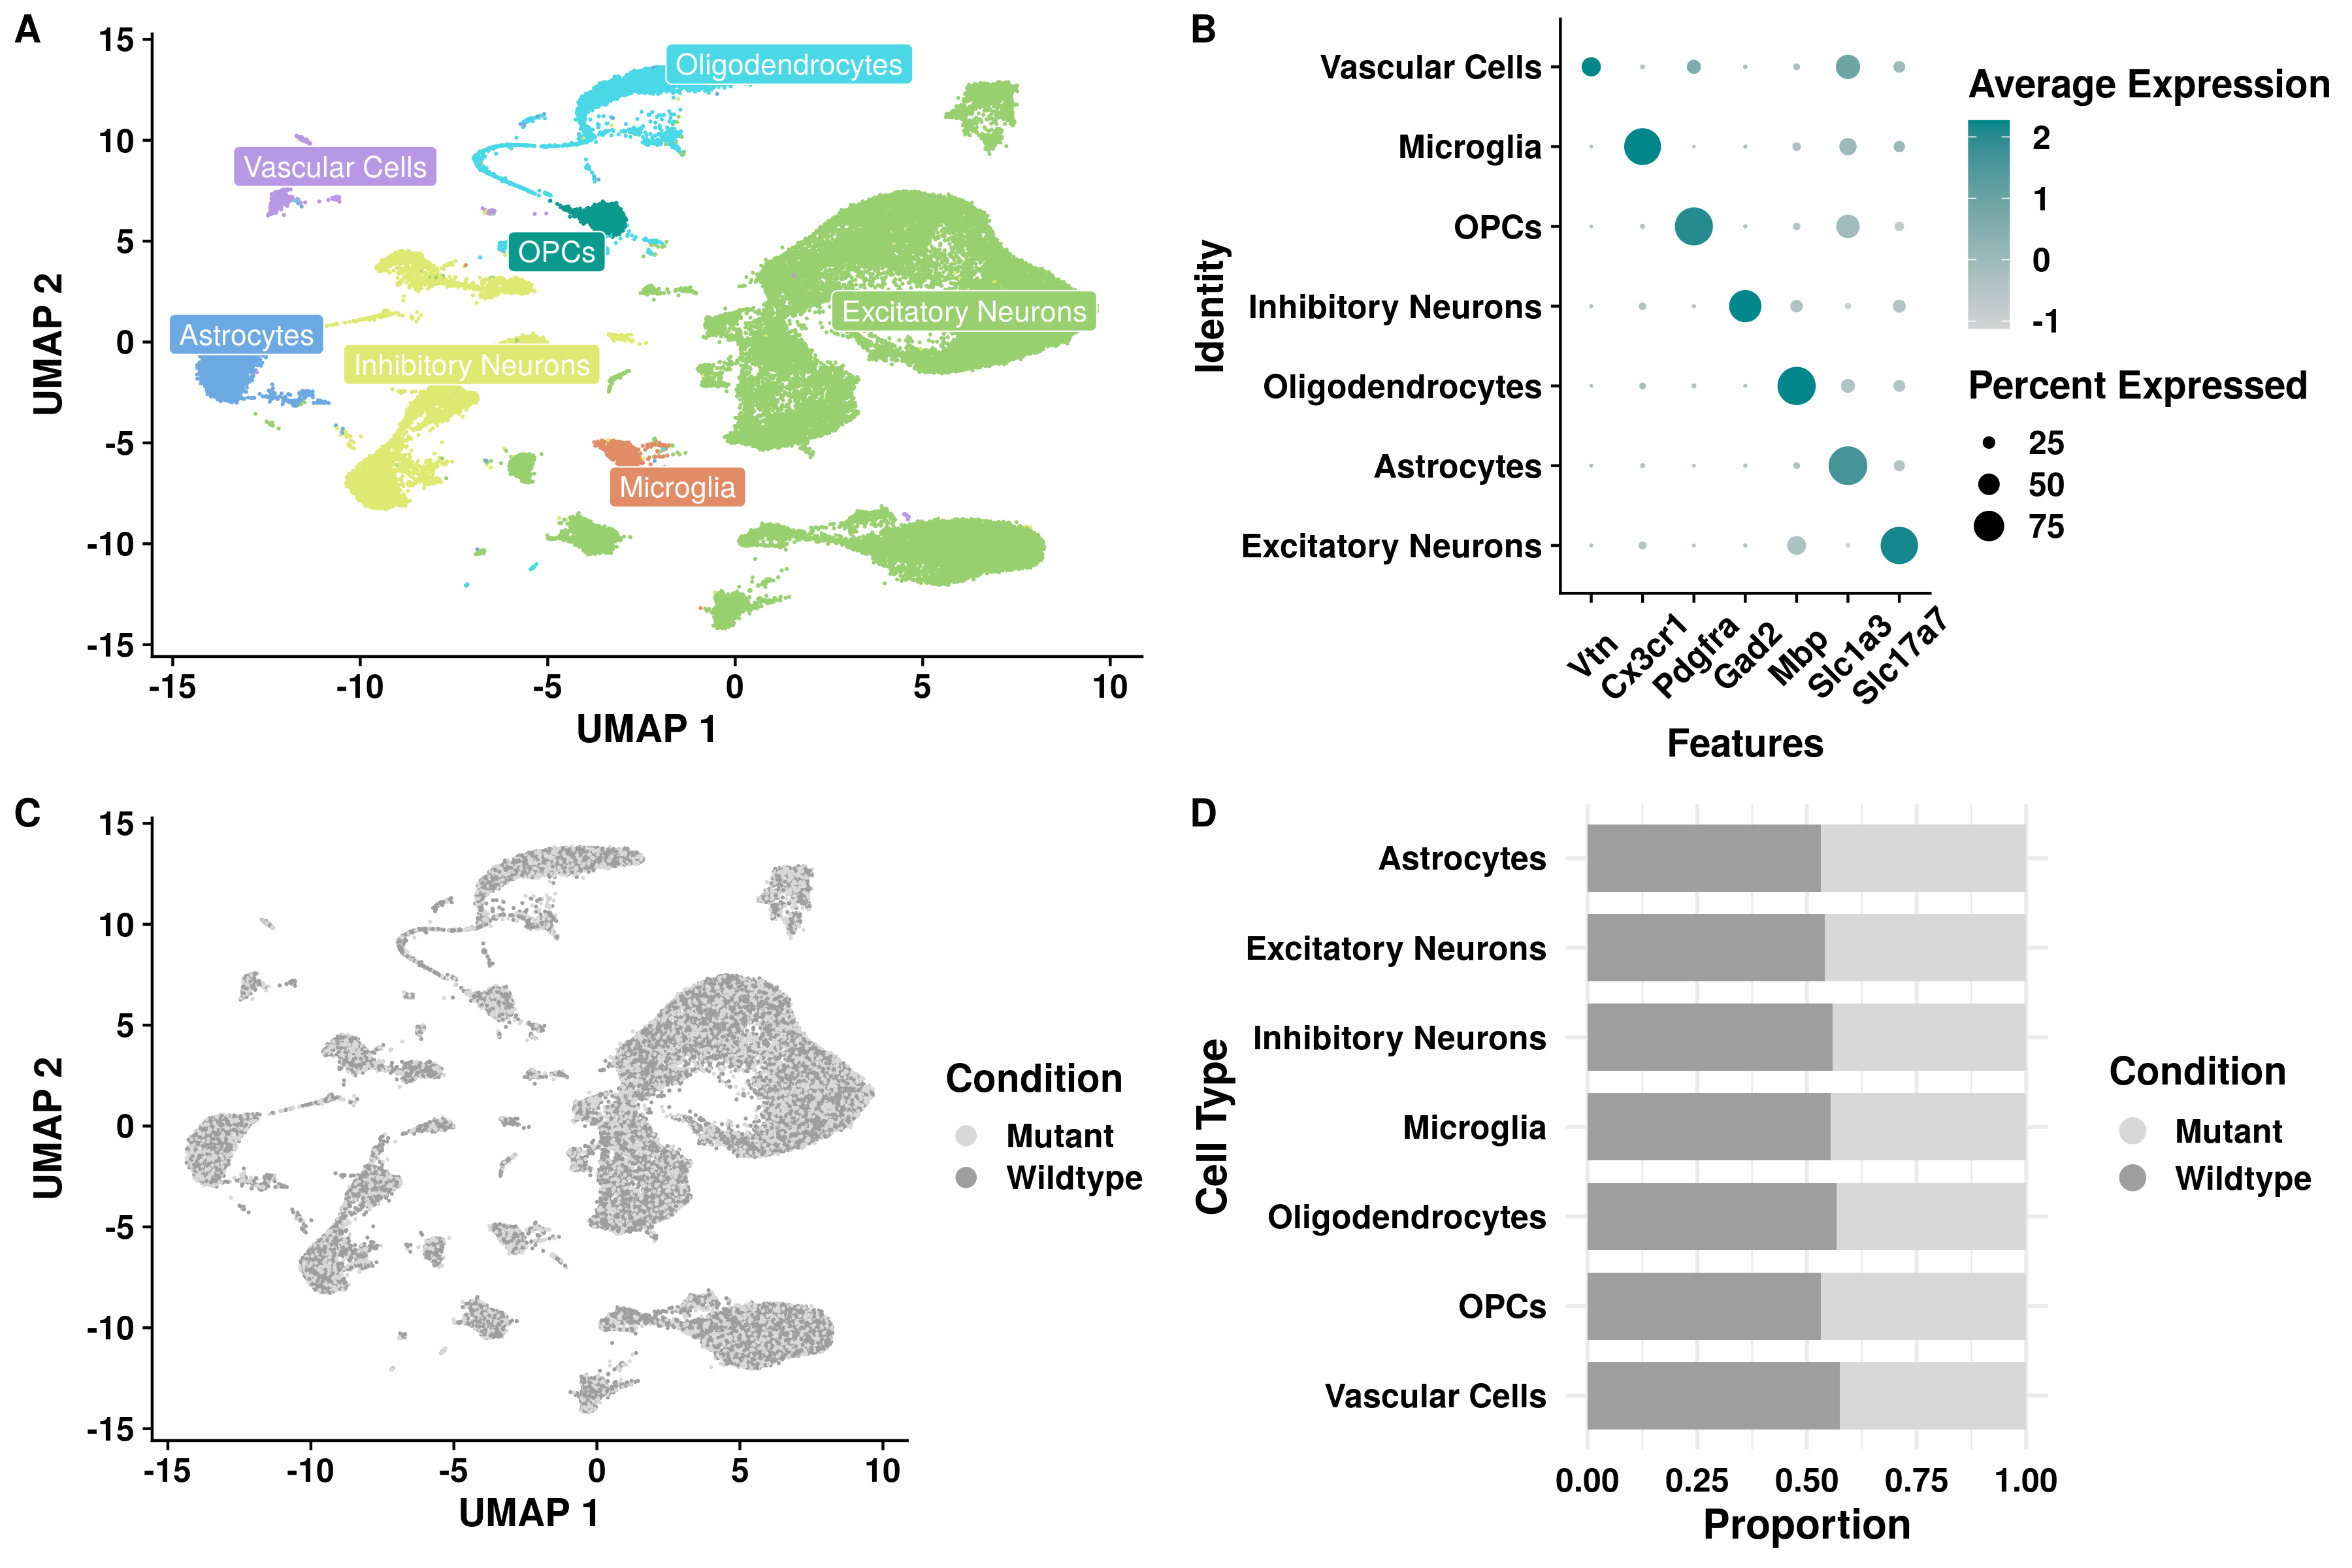 A
15
10
5
0
-5
-10
-15
UMAP 2
Oligodendrocytes
Vascular Cells
OPCs
Excitatory Neurons
Astrocytes
Inhibitory Neurons
Microglia
-15 -10 -5 0 5 10
UMAP 1
B
Identity
Vascular Cells
Microglia
OPCs
Inhibitory Neurons
Oligodendrocytes
Astrocytes
Excitatory Neurons
Vtn Cx3cr1 Pdgfra Gad2 Mbp Slc1a3 Slc17a7
Features
Average Expression
2
1
0
-1
Percent Expressed
25
50
75
C
15
10
5
0
-5
-10
-15
UMAP 2
-15 -10 -5 0 5 10
UMAP 1
Condition
Mutant
Wildtype
D
Cell Type
Astrocytes
Excitatory Neurons
Inhibitory Neurons
Microglia
Oligodendrocytes
OPCs
Vascular Cells
0.00 0.25 0.50 0.75 1.00
Proportion
Condition
Mutant
Wildtype